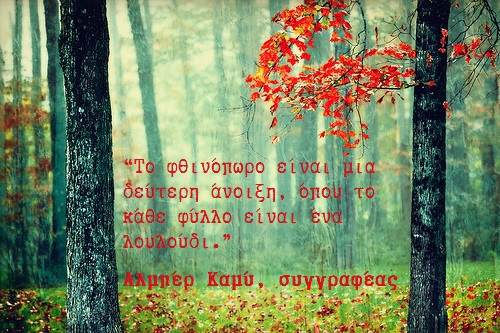 “Το φθινόπωρο είναι μια
δεύτερη άνοιξη, όπου το
κάθε φύλλο είναι ένα
λουλούδι.”
Αλμπέρ Καμύ, συγγραφέας